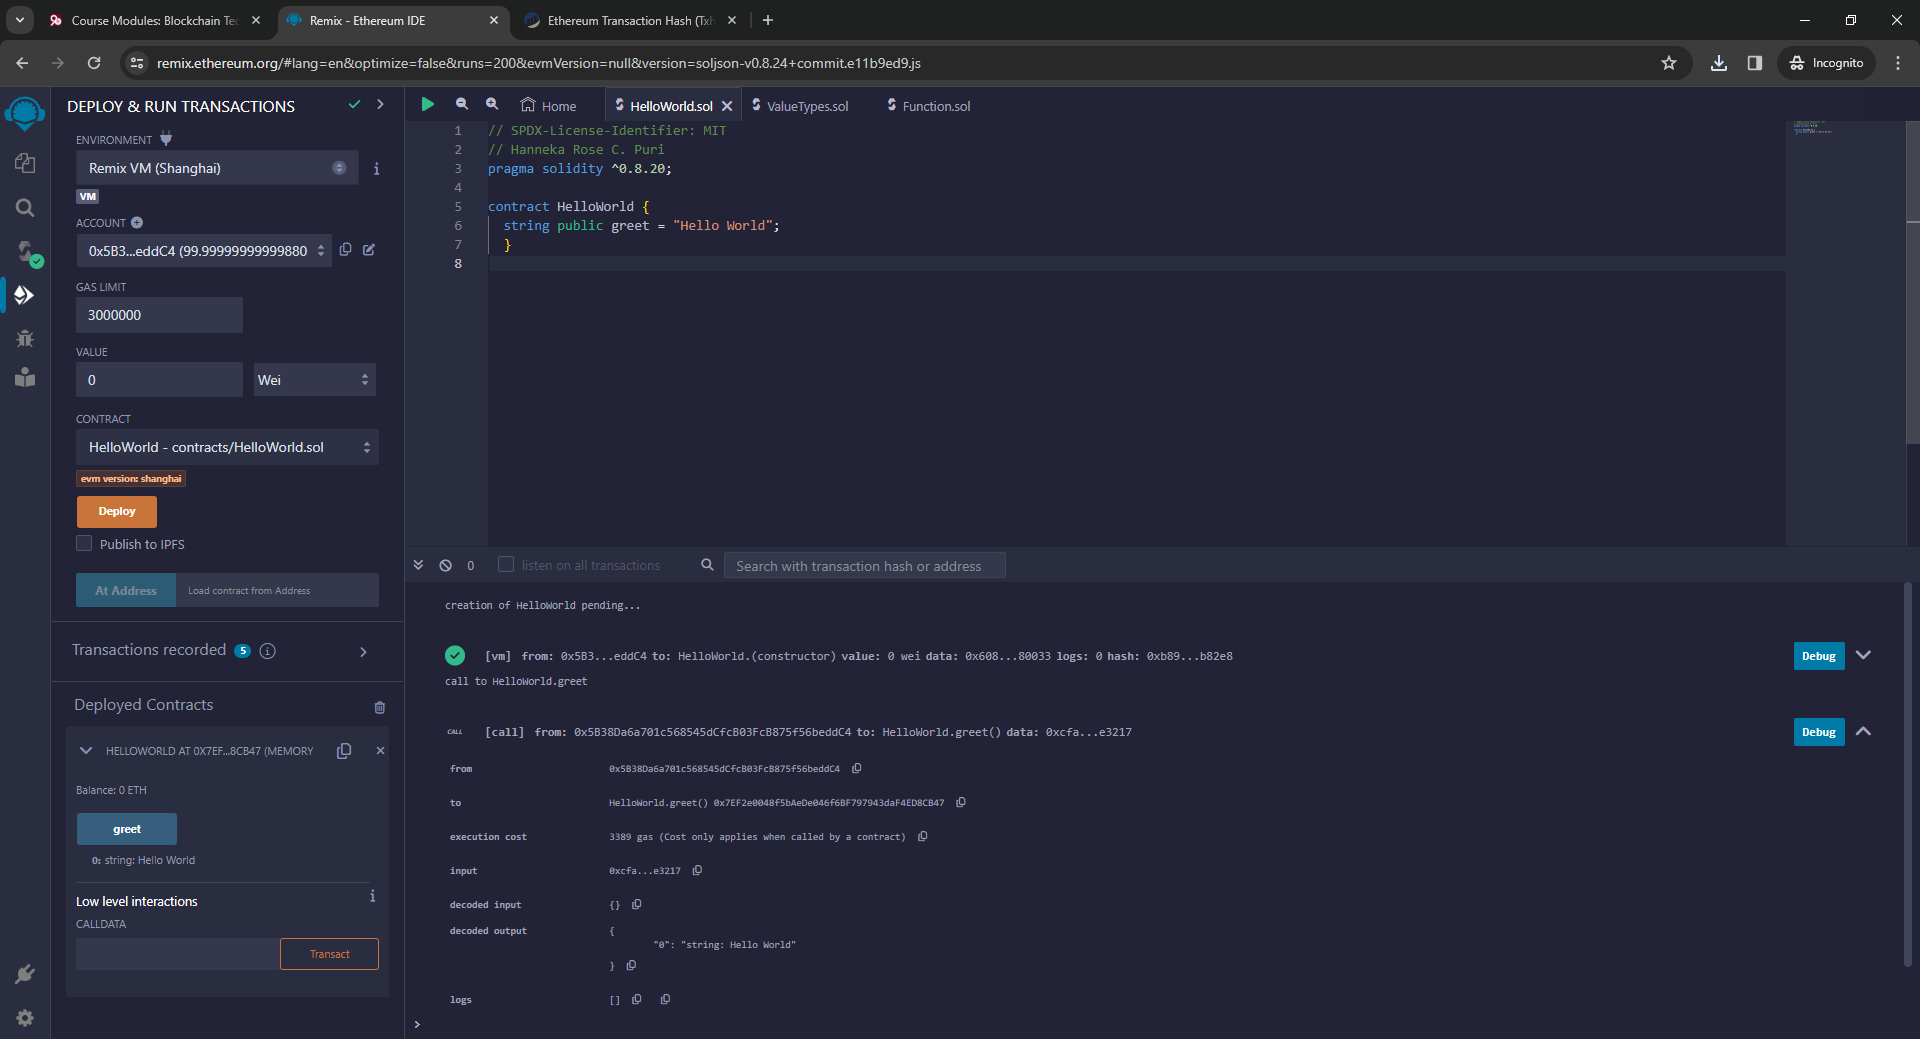 Course Modules: Blockchain Te
Remix - Ethereum IDE
Ethereum Transaction Hash (Txh
remix.ethereum.org/#lang=en&optimize=false&runs=200&evmVersion=null&version=soljson-v0.8.24+commit.e11b9ed9.js
Incognito
DEPLOY & RUN TRANSACTIONS
ENVIRONMENT
Remix VM (Shanghai)
VM
ACCOUNT
0x5B3...eddC4 (99.99999999999880
GAS LIMIT
3000000
VALUE
0
Wei
CONTRACT
HelloWorld - contracts/HelloWorld.sol
evm version: shanghai
Deploy
Publish to IPFS
At Address
Load contract from Address
Transactions recorded 5
Deployed Contracts
HELLOWORLD AT 0X7EF...8CB47 (MEMORY
Balance: 0 ETH
greet
0: string: Hello World
Low level interactions
CALLDATA
Transact
Home
HelloWorld.sol
ValueTypes.sol
Function.sol
1 // SPDX-License-Identifier: MIT
2 // Hanneka Rose C. Puri
3 pragma solidity ^0.8.20;
4
5 contract HelloWorld {
6 string public greet = "Hello World";
7 }
8
0
listen on all transactions
Search with transaction hash or address
creation of HelloWorld pending...
[vm] from: 0x5B3...eddC4 to: HelloWorld.(constructor) value: 0 wei data: 0x608...80033 logs: 0 hash: 0xb89...b82e8
Debug
call to HelloWorld.greet
CALL [call] from: 0x5B38Da6a701c568545dCfcB03FcB875f56beddC4 to: HelloWorld.greet() data: 0xcfa...e3217
Debug
from 0x5B38Da6a701c568545dCfcB03FcB875f56beddC4
to HelloWorld.greet() 0x7EF2e0048f5bAeDe046f6BF797943daF4ED8CB47
execution cost 3389 gas (Cost only applies when called by a contract)
input 0xcfa...e3217
decoded input {}
decoded output {
"0": "string: Hello World"
}
logs []
>